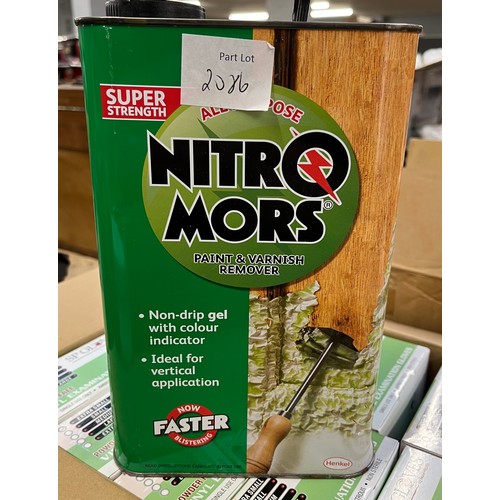 Part Lot
2086
SUPER
STRENGTH
ALL PURPOSE
NITRO
MORS®
PAINT & VARNISH
REMOVER
• Non-drip gel
with colour
indicator
• Ideal for
vertical
application
NOW
FASTER
BLISTERING
Henkel